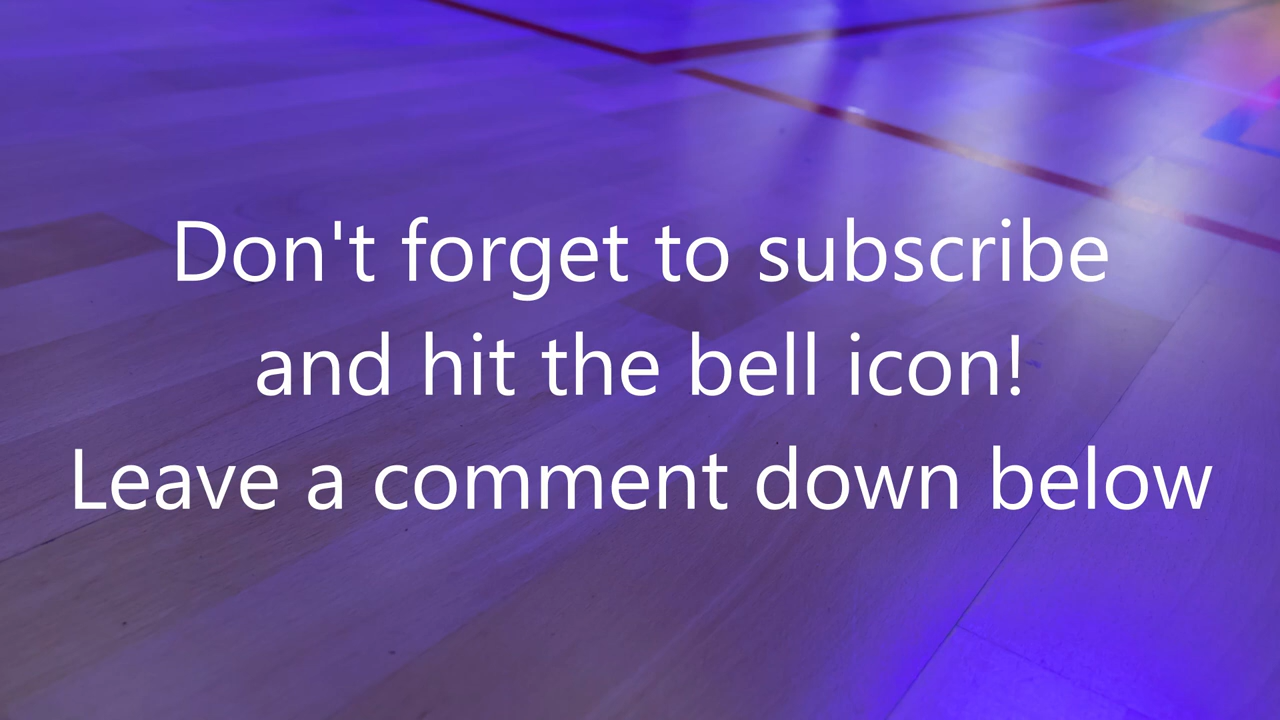 Don't forget to subscribe
and hit the bell icon!
Leave a comment down below